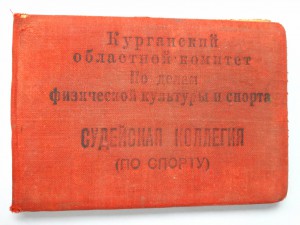 Курганский
областной комитет
По делам
физической культуры и спорта
СУДЕЙСКАЯ КОЛЛЕГИЯ
(ПО СПОРТУ)